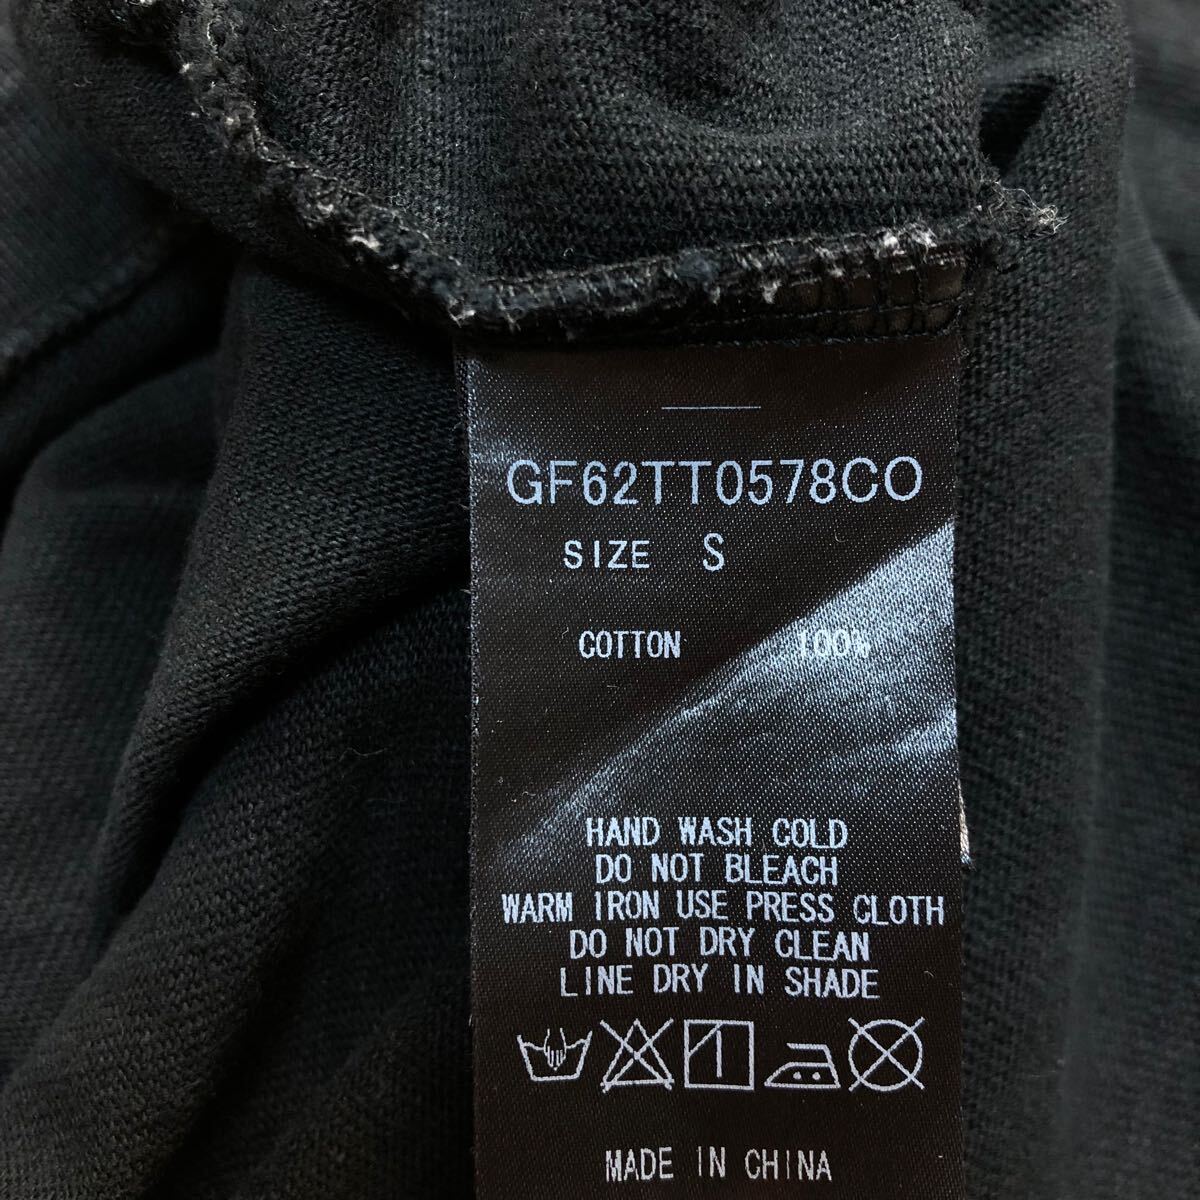 GF62TT0578CO
SIZE S
COTTON 100%
HAND WASH COLD
DO NOT BLEACH
WARM IRON USE PRESS CLOTH
DO NOT DRY CLEAN
LINE DRY IN SHADE
MADE IN CHINA